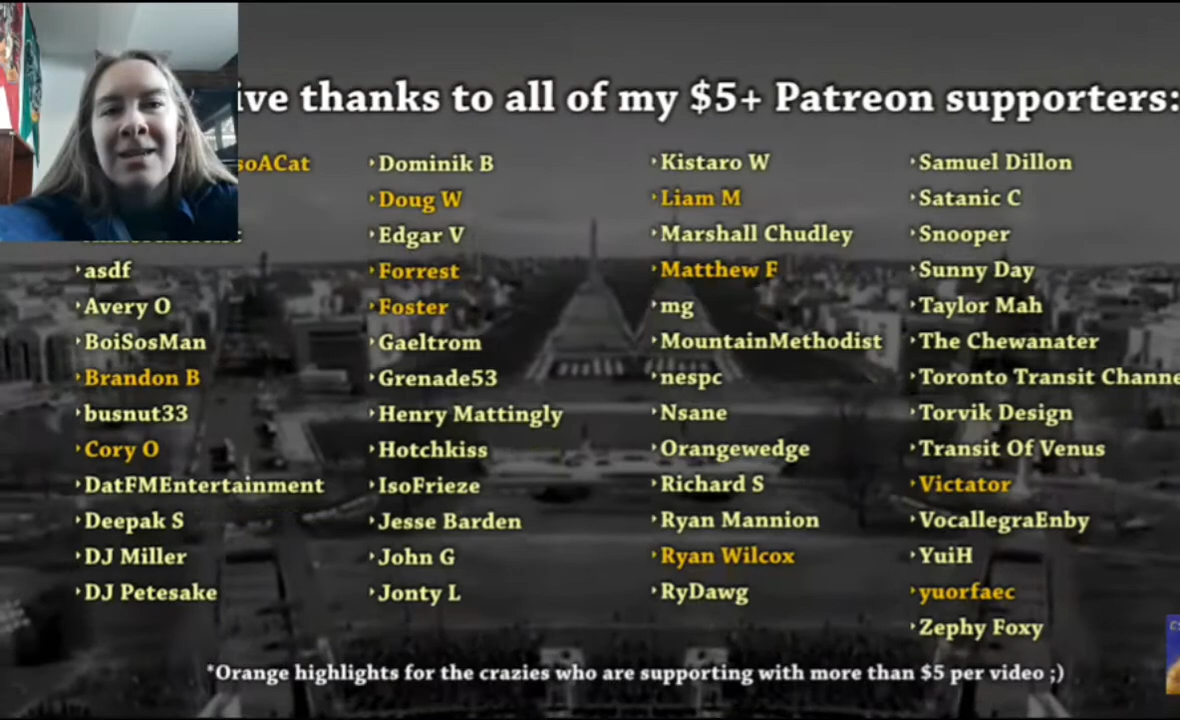 ive thanks to all of my $5+ Patreon supporters:
soACat
asdf
Avery O
BoiSosMan
Brandon B
busnut33
Cory O
DatFMEntertainment
Deepak S
DJ Miller
DJ Petesake
Dominik B
Doug W
Edgar V
Forrest
Foster
Gaeltrom
Grenade53
Henry Mattingly
Hotchkiss
IsoFrieze
Jesse Barden
John G
Jonty L
Kistaro W
Liam M
Marshall Chudley
Matthew F
mg
MountainMethodist
nespc
Nsane
Orangewedge
Richard S
Ryan Mannion
Ryan Wilcox
RyDawg
Samuel Dillon
Satanic C
Snooper
Sunny Day
Taylor Mah
The Chewanater
Toronto Transit Channe
Torvik Design
Transit Of Venus
Victator
VocallegraEnby
YuiH
yuorfaec
Zephy Foxy
*Orange highlights for the crazies who are supporting with more than $5 per video ;)